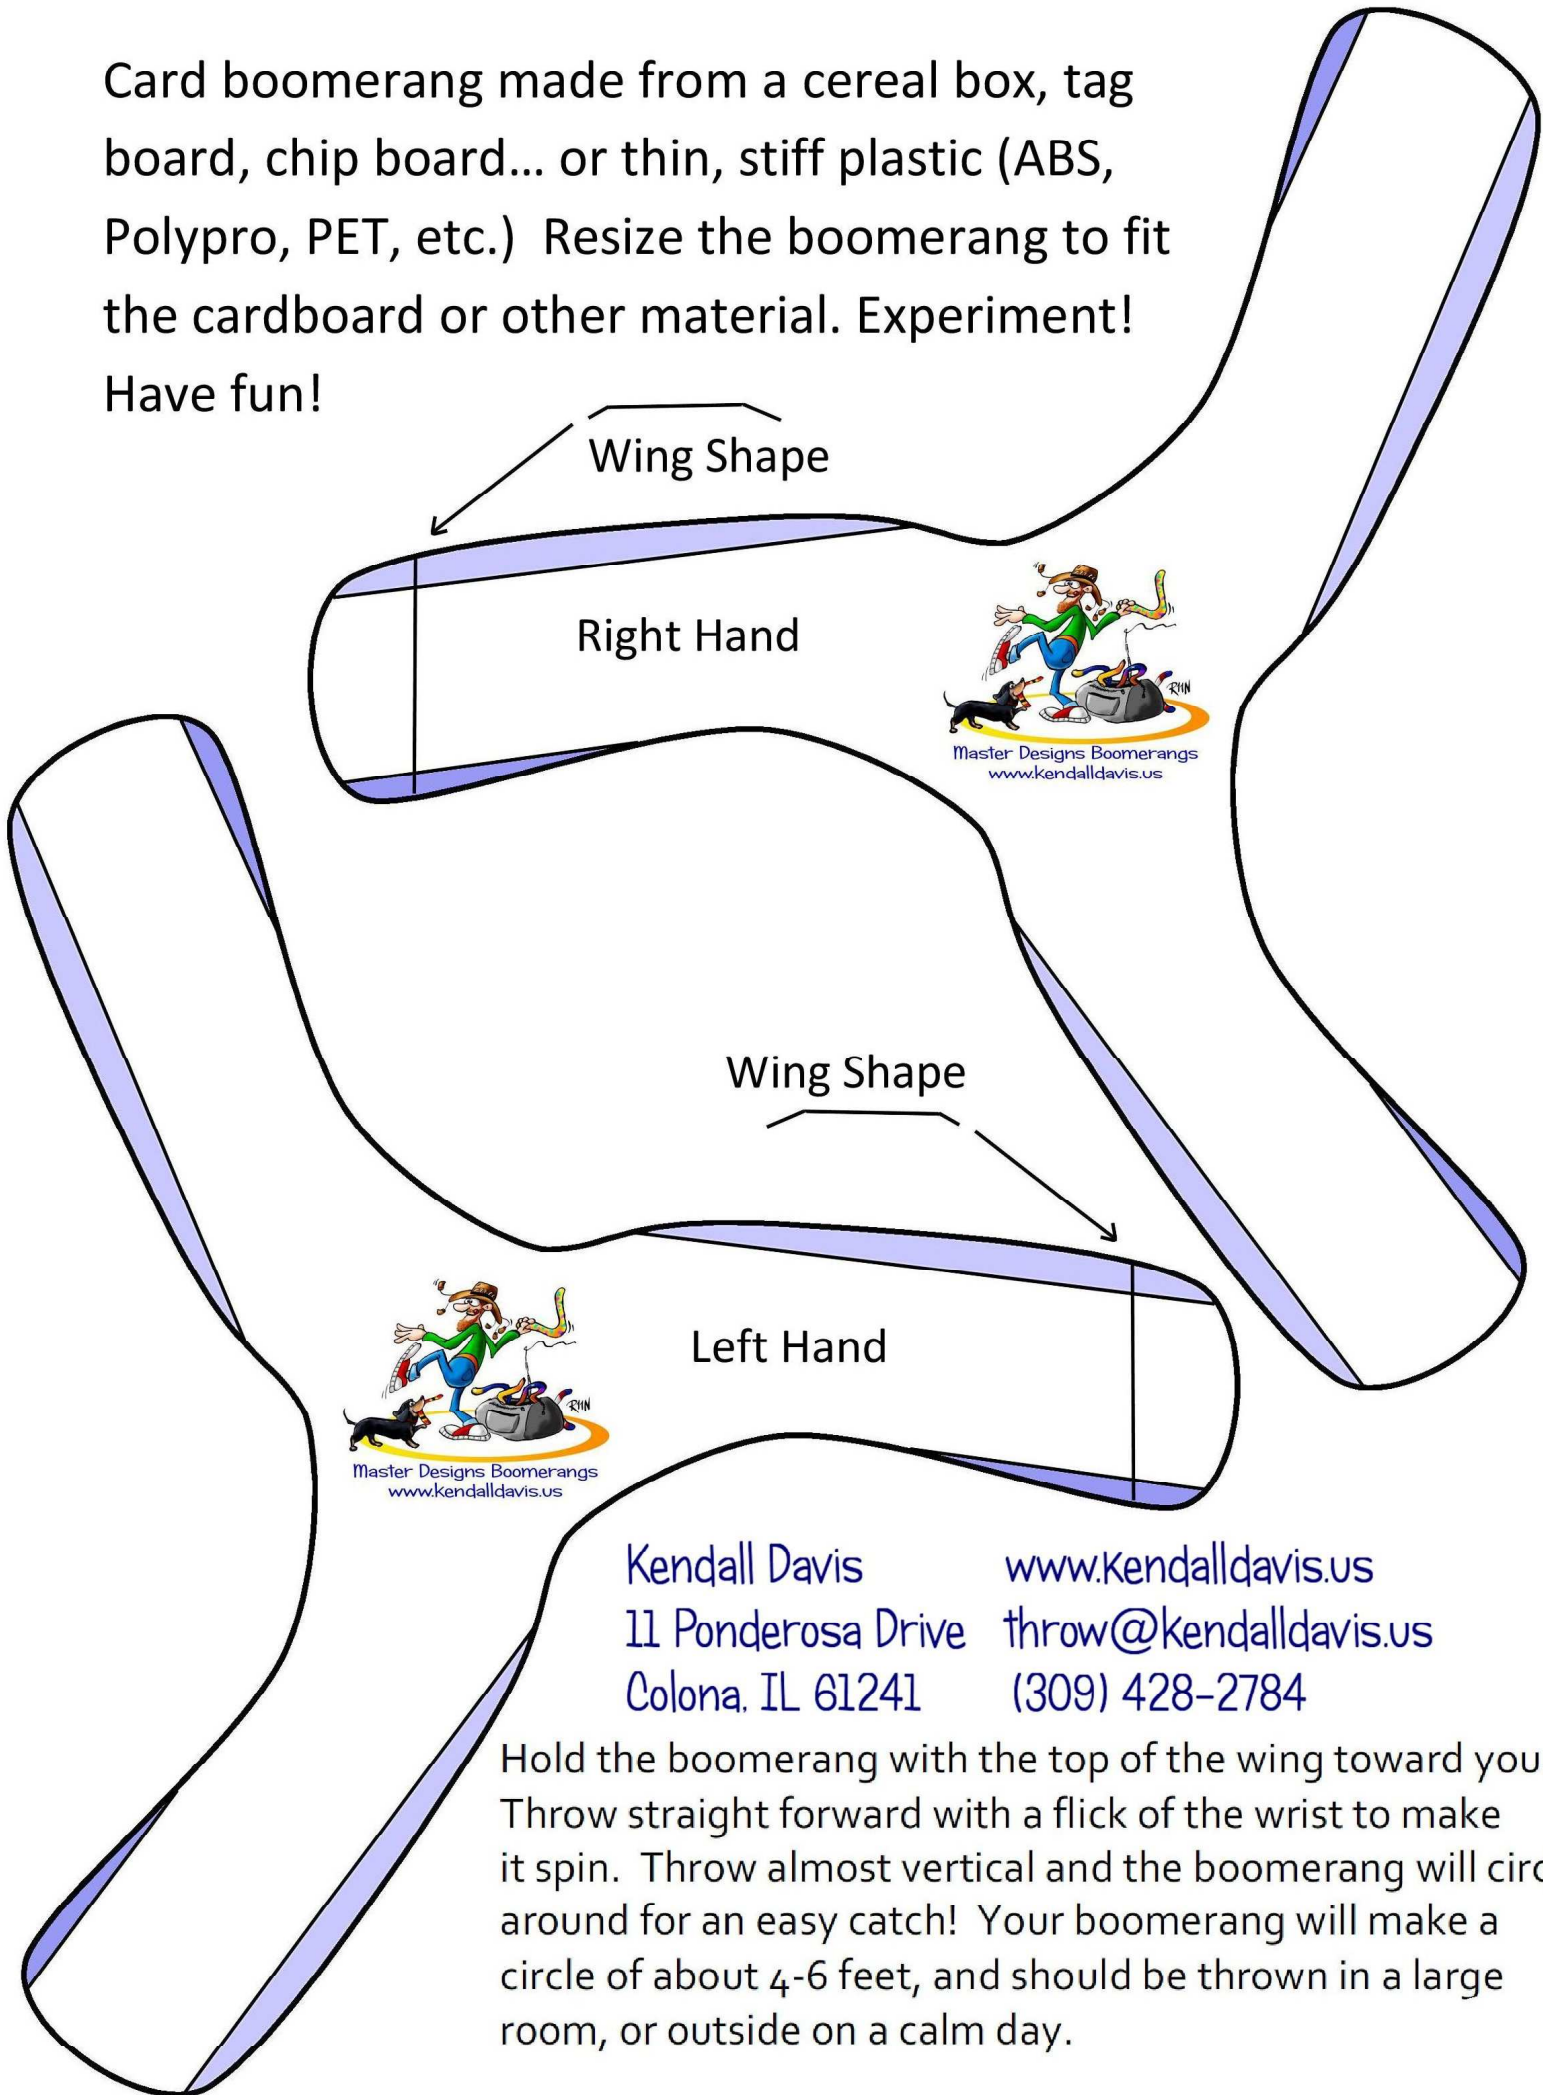 Card boomerang made from a cereal box, tag
board, chip board... or thin, stiff plastic (ABS,
Polypro, PET, etc.)  Resize the boomerang to fit
the cardboard or other material. Experiment!
Have fun!
Wing Shape
Right Hand
RMN
Master Designs Boomerangs
www.kendalldavis.us
Wing Shape
Left Hand
RMN
Master Designs Boomerangs
www.kendalldavis.us
Kendall Davis
11 Ponderosa Drive
Colona, IL 61241
www.kendalldavis.us
throw@kendalldavis.us
(309) 428-2784
Hold the boomerang with the top of the wing toward you
Throw straight forward with a flick of the wrist to make
it spin.  Throw almost vertical and the boomerang will circ
around for an easy catch!  Your boomerang will make a
circle of about 4-6 feet, and should be thrown in a large
room, or outside on a calm day.